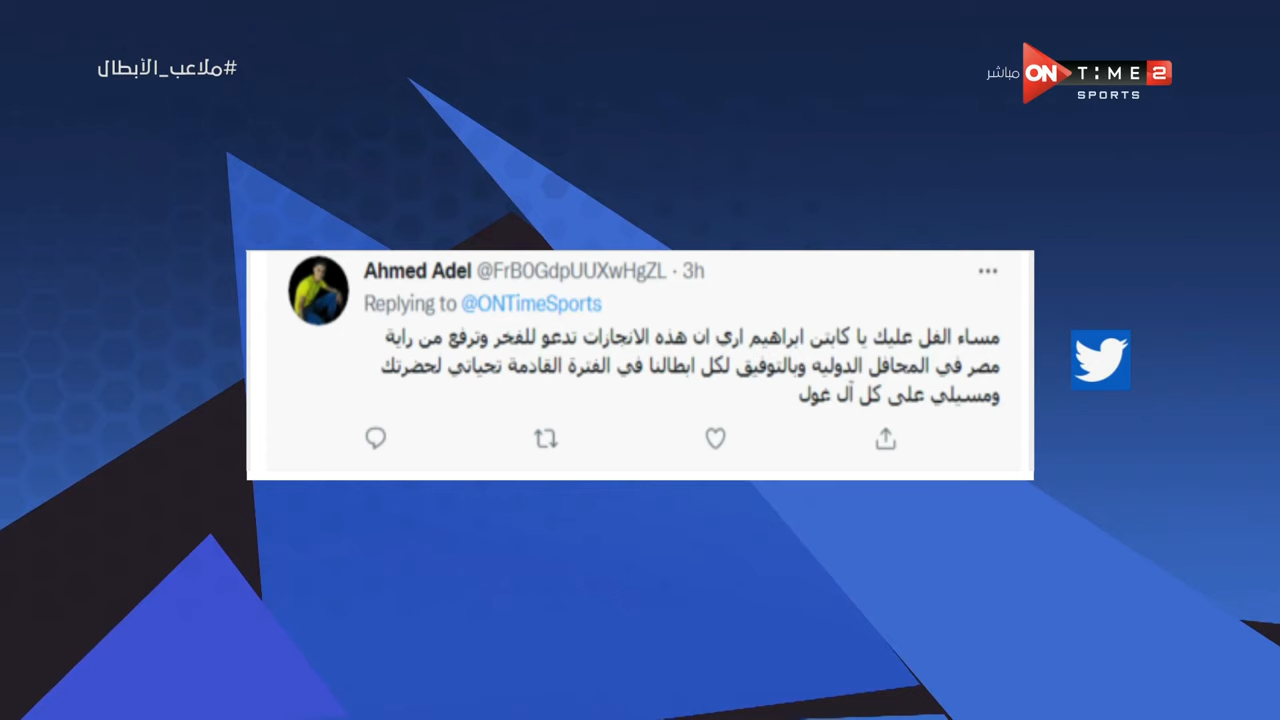 #ملاعب_الأبطال
مباشر ON TIME 2
SPORTS
Ahmed Adel @FrB0GdpUUXwHgZL · 3h
Replying to @ONTimeSports
مساء الفل عليك يا كابتن ابراهيم ارى ان هذه الانجازات تدعو للفخر وترفع من راية
مصر في المحافل الدوليه وبالتوفيق لكل ابطالنا في الفترة القادمة تحياتي لحضرتك
ومسيلي على كل آل غول